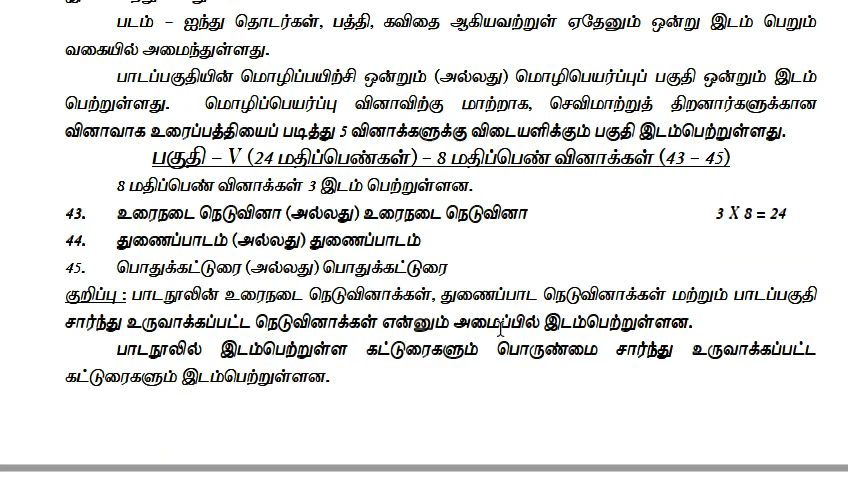 படம் – ஐந்து தொடர்கள், பத்தி, கவிதை ஆகியவற்றுள் ஏதேனும் ஒன்று இடம் பெறும்
வகையில் அமைந்துள்ளது.
பாடப்பகுதியின் மொழிப்பயிற்சி ஒன்றும் (அல்லது) மொழிபெயர்ப்புப் பகுதி ஒன்றும் இடம்
பெற்றுள்ளது. மொழிப்பெயர்ப்பு வினாவிற்கு மாற்றாக, செவிமாற்றுத் திறனார்களுக்கான
வினாவாக உரைப்பத்தியைப் படித்து 5 வினாக்களுக்கு விடையளிக்கும் பகுதி இடம்பெற்றுள்ளது.
பகுதி – V (24 மதிப்பெண்கள்) – 8 மதிப்பெண் வினாக்கள் (43 – 45)
8 மதிப்பெண் வினாக்கள் 3 இடம் பெற்றுள்ளன.
43. உரைநடை நெடுவினா (அல்லது) உரைநடை நெடுவினா 3 X 8 = 24
44. துணைப்பாடம் (அல்லது) துணைப்பாடம்
45. பொதுக்கட்டுரை (அல்லது) பொதுக்கட்டுரை
குறிப்பு : பாடநூலின் உரைநடை நெடுவினாக்கள், துணைப்பாட நெடுவினாக்கள் மற்றும் பாடப்பகுதி
சார்ந்து உருவாக்கப்பட்ட நெடுவினாக்கள் என்னும் அமைப்பில் இடம்பெற்றுள்ளன.
பாடநூலில் இடம்பெற்றுள்ள கட்டுரைகளும் பொருண்மை சார்ந்து உருவாக்கப்பட்ட
கட்டுரைகளும் இடம்பெற்றுள்ளன.